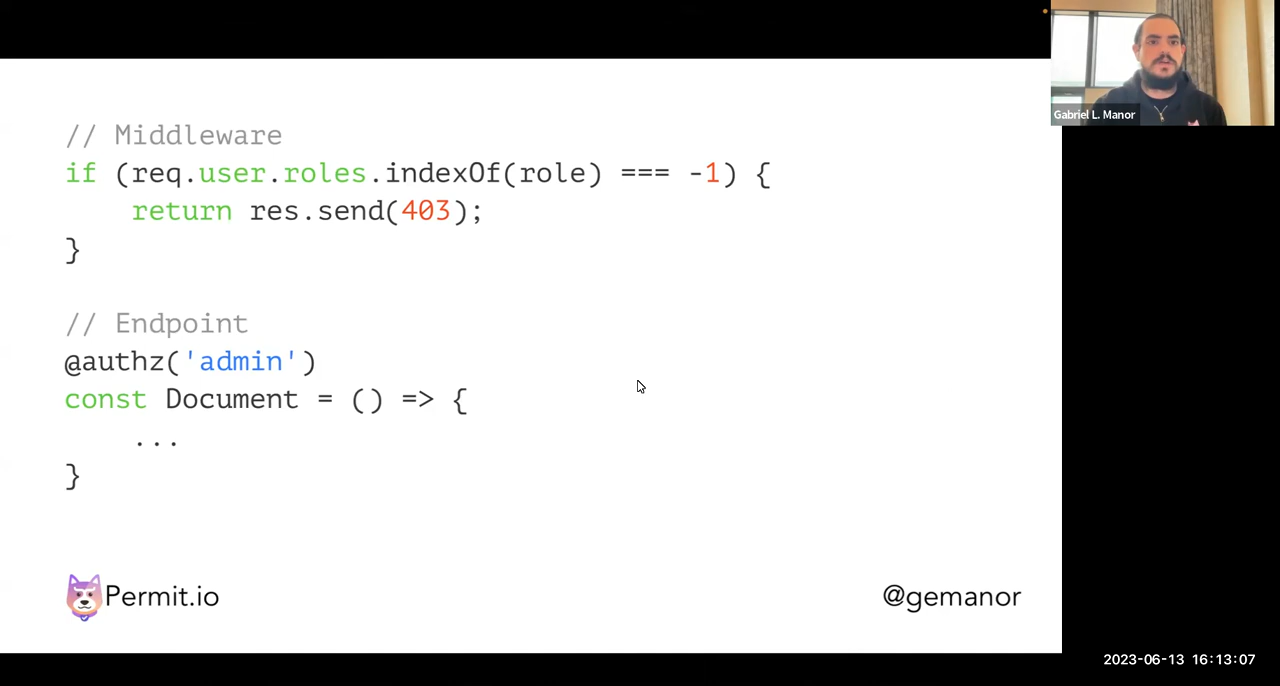 // Middleware
if (req.user.roles.indexOf(role) === -1) {
    return res.send(403);
}
// Endpoint
@authz('admin')
const Document = () => {
    ...
}
Permit.io
@gemanor
Gabriel L. Manor
2023-06-13 16:13:07